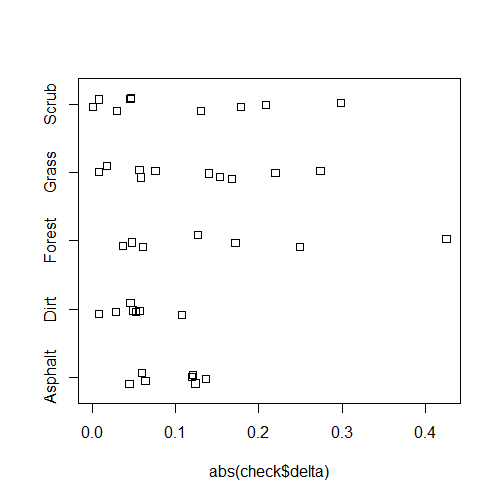 Scrub
Grass
Forest
Dirt
Asphalt
0.0 0.1 0.2 0.3 0.4
abs(check$delta)